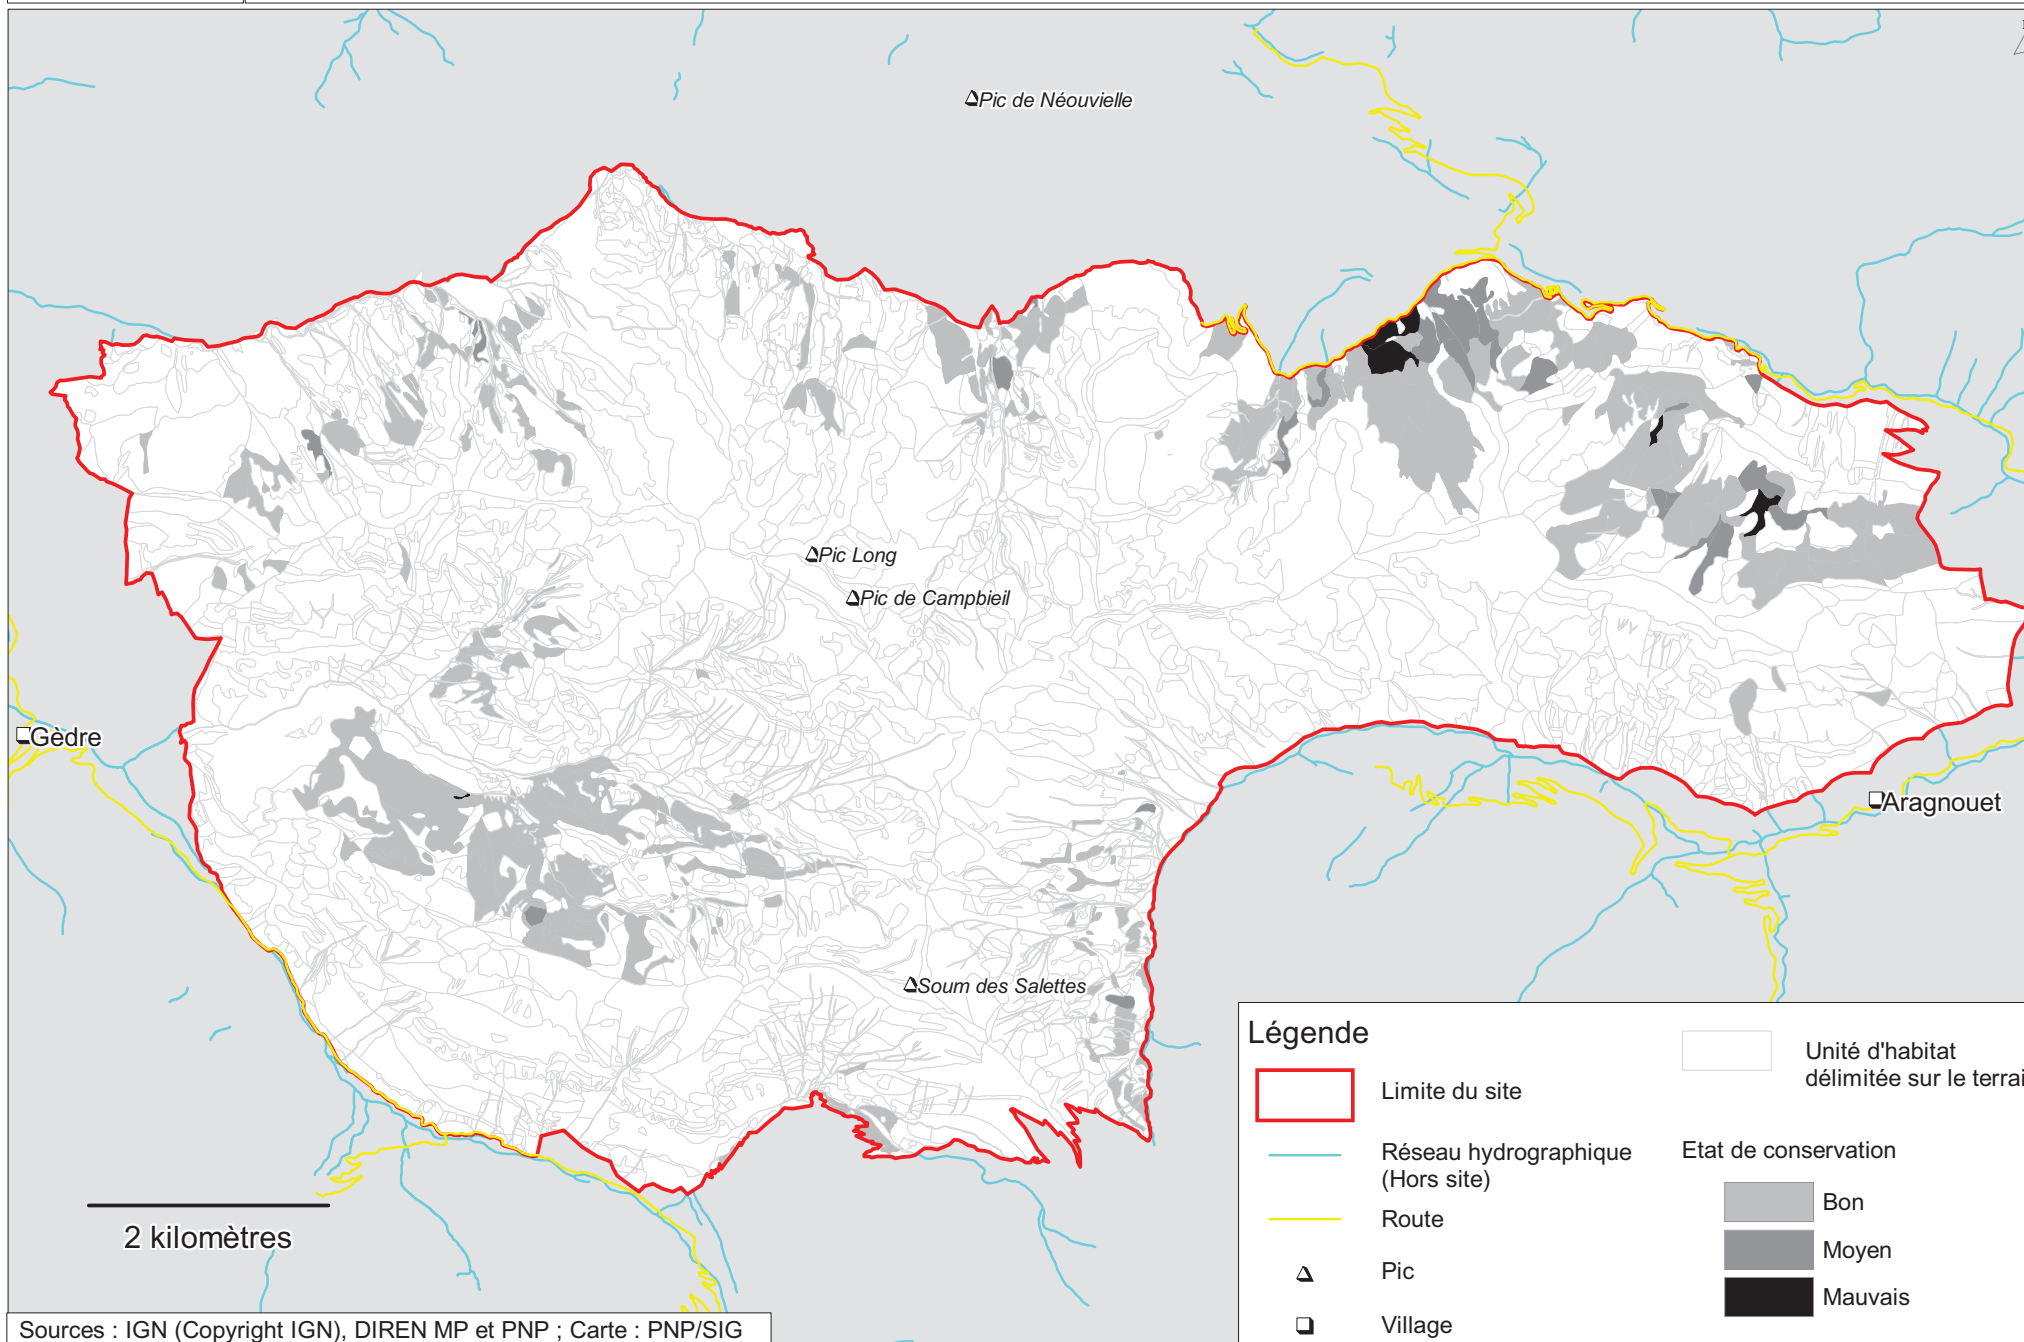 Pic de Néouvielle
Pic Long
Pic de Campbieil
Gèdre
Aragnouet
Soum des Salettes
2 kilomètres
Légende
Limite du site
Réseau hydrographique
(Hors site)
Route
Pic
Village
Unité d'habitat
délimitée sur le terrai
Etat de conservation
Bon
Moyen
Mauvais
Sources : IGN (Copyright IGN), DIREN MP et PNP ; Carte : PNP/SIG